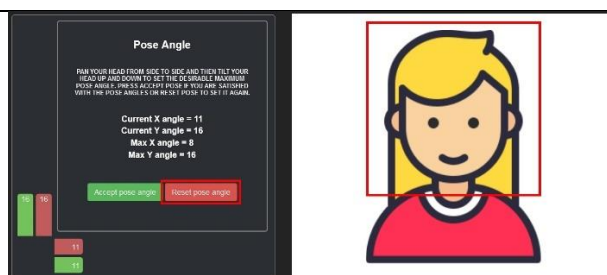 Pose Angle
PAN YOUR HEAD FROM SIDE TO SIDE AND THEN TILT YOUR
HEAD UP AND DOWN TO SET THE DESIRABLE MAXIMUM
POSE ANGLE. PRESS ACCEPT POSE IF YOU ARE SATISFIED
WITH THE POSE ANGLES OR RESET POSE TO SET IT AGAIN.
Current X angle = 11
Current Y angle = 16
Max X angle = 8
Max Y angle = 16
Accept pose angle Reset pose angle
16 16
11
11